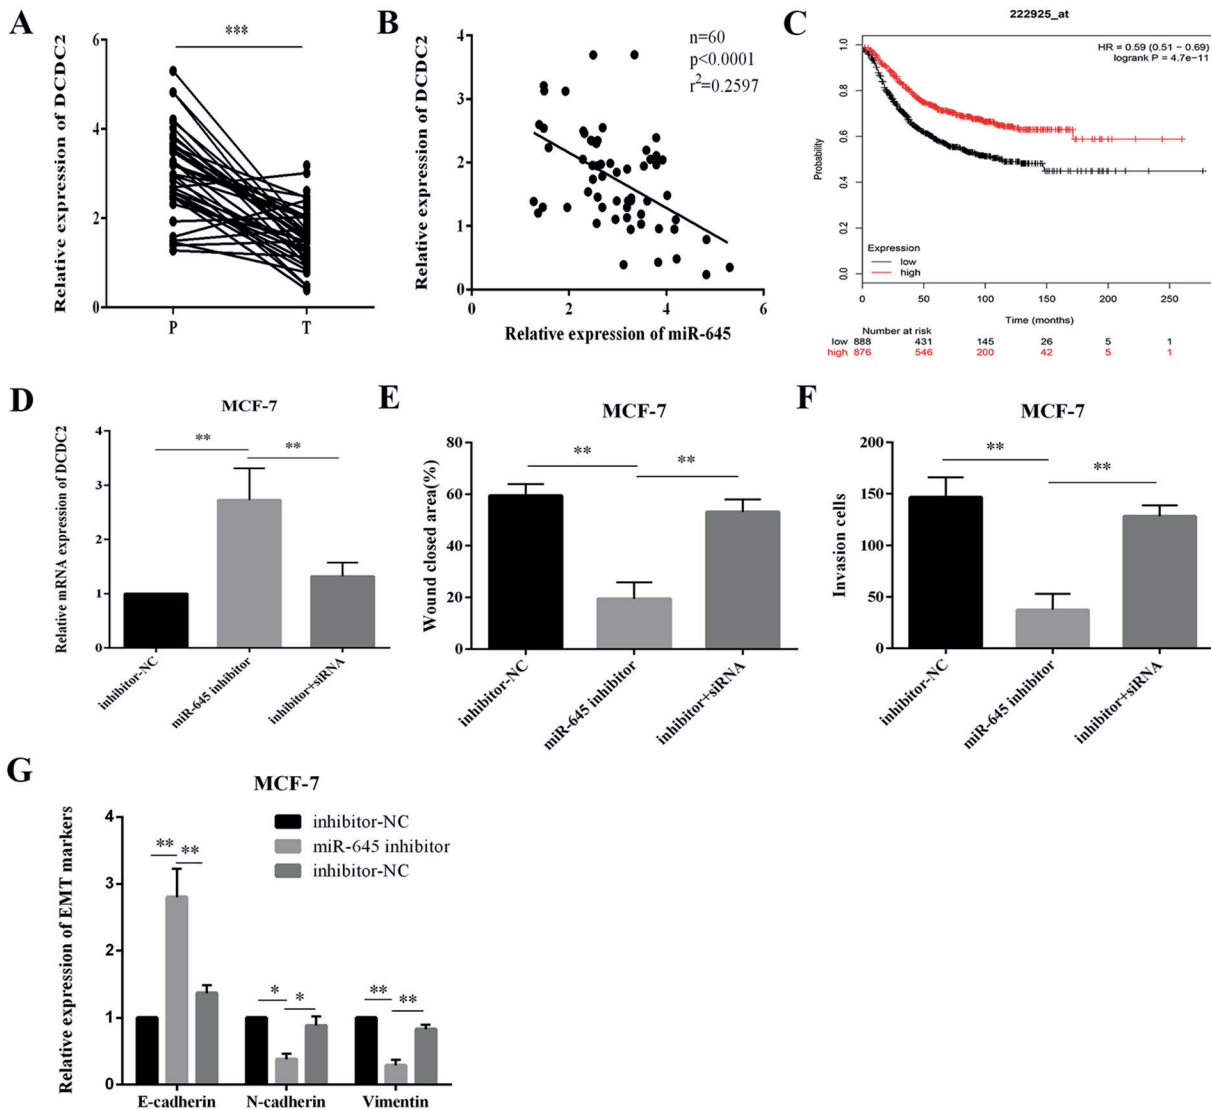 A
***
Relative expression of DCDC2
6
4
2
0
P
T
B
n=60
p<0.0001
r²=0.2597
Relative expression of DCDC2
4
3
2
1
0
0
2
4
6
Relative expression of miR-645
C
222925_at
HR = 0.59 (0.51 − 0.69)
logrank P = 4.7e−11
Probability
1.0
0.8
0.6
0.4
0.2
0.0
Expression
low
high
0
50
100
150
200
250
Time (months)
Number at risk
low 888 431 145 26 5 1
high 876 546 200 42 5 1
D
MCF-7
Relative mRNA expression of DCDC2
4
3
2
1
0
**
**
inhibitor-NC
miR-645 inhibitor
inhibitor+siRNA
E
MCF-7
Wound closed area(%)
80
60
40
20
0
**
**
inhibitor-NC
miR-645 inhibitor
inhibitor+siRNA
F
MCF-7
Invasion cells
200
150
100
50
0
**
**
inhibitor-NC
miR-645 inhibitor
inhibitor+siRNA
G
MCF-7
Relative expression of EMT markers
4
3
2
1
0
inhibitor-NC
miR-645 inhibitor
inhibitor-NC
**
**
*
*
**
**
E-cadherin
N-cadherin
Vimentin